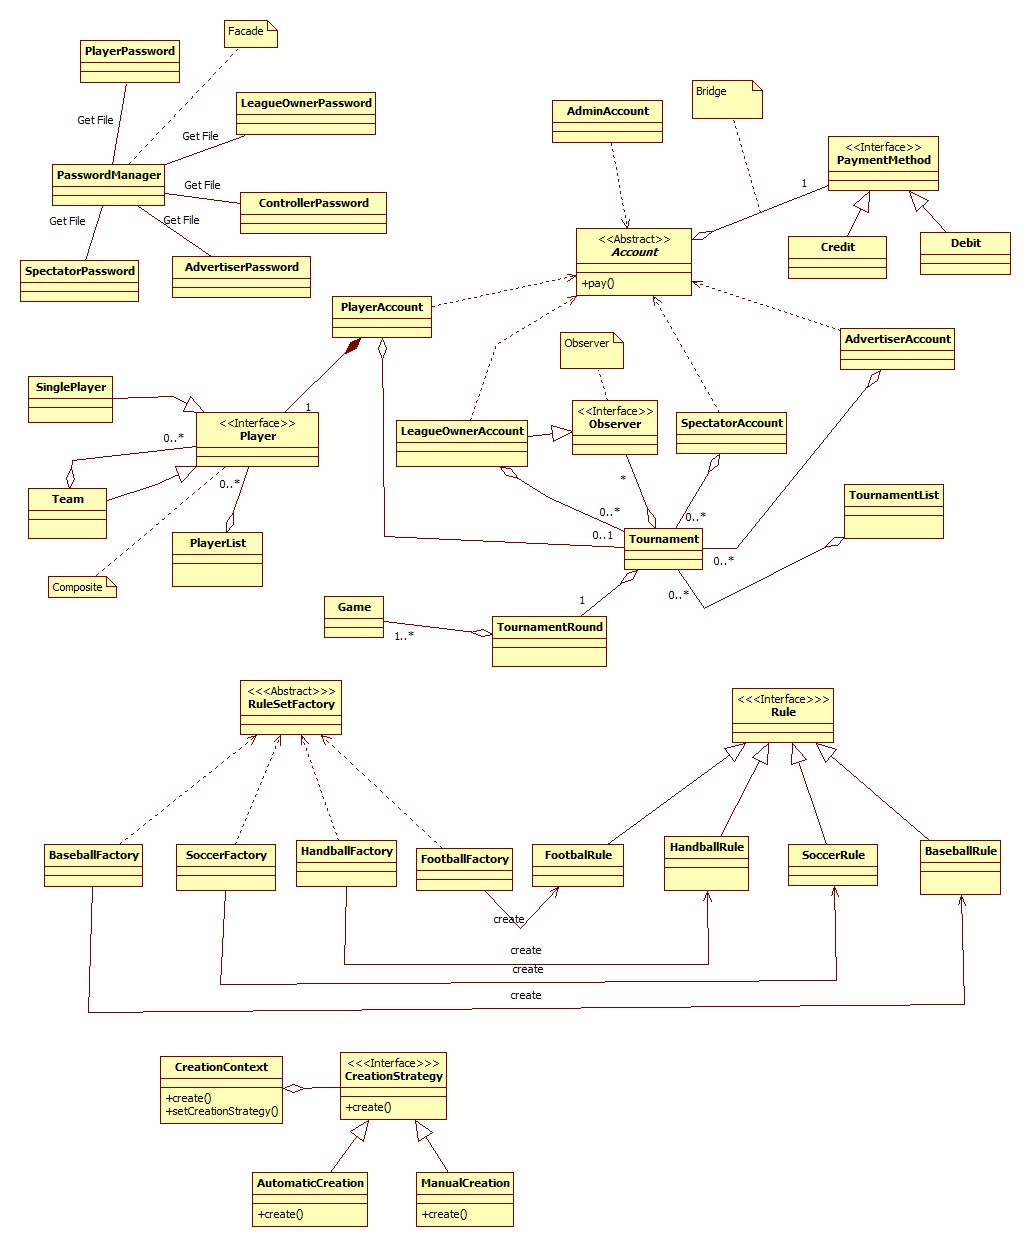 Facade
PlayerPassword
LeagueOwnerPassword
Get File
Get File
PasswordManager
Get File
ControllerPassword
Get File
Get File
SpectatorPassword
AdvertiserPassword
Bridge
AdminAccount
<<Interface>>
PaymentMethod
1
<<Abstract>>
Account
+pay()
Credit
Debit
PlayerAccount
Observer
AdvertiserAccount
SinglePlayer
1
<<Interface>>
Player
0..*
0..*
Team
PlayerList
Composite
LeagueOwnerAccount
<<Interface>>
Observer
SpectatorAccount
*
0..*
0..*
0..1
Tournament
TournamentList
0..*
0..*
1
Game
1..*
TournamentRound
<<<Abstract>>>
RuleSetFactory
<<<Interface>>>
Rule
BaseballFactory
SoccerFactory
HandballFactory
FootballFactory
FootbalRule
HandballRule
SoccerRule
BaseballRule
create
create
create
create
CreationContext
+create()
+setCreationStrategy()
<<<Interface>>>
CreationStrategy
+create()
AutomaticCreation
+create()
ManualCreation
+create()